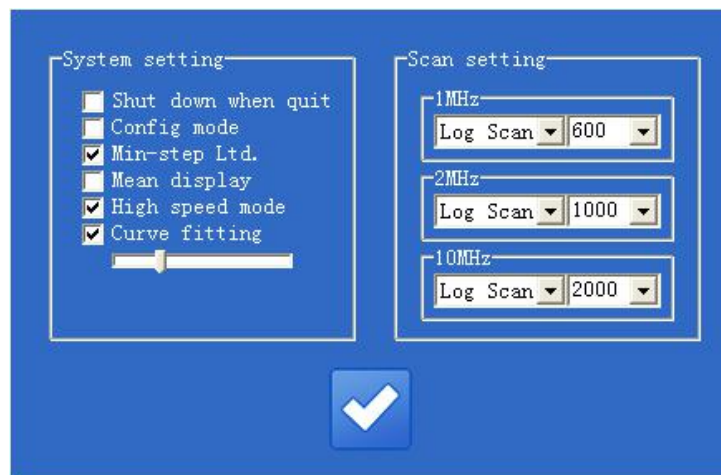 System setting
Shut down when quit
Config mode
Min-step Ltd.
Mean display
High speed mode
Curve fitting
Scan setting
1MHz
Log Scan 600
2MHz
Log Scan 1000
10MHz
Log Scan 2000